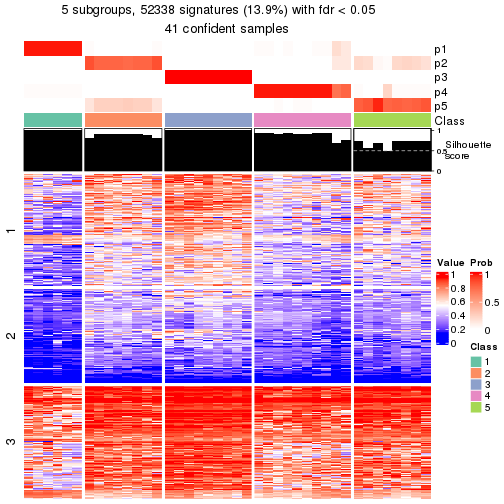 5 subgroups, 52338 signatures (13.9%) with fdr < 0.05
41 confident samples
p1
p2
p3
p4
p5
Class
1
0.5
0
Silhouette
score
1
2
3
Value
1
0.8
0.6
0.4
0.2
0
Prob
1
0.5
0
Class
1
2
3
4
5